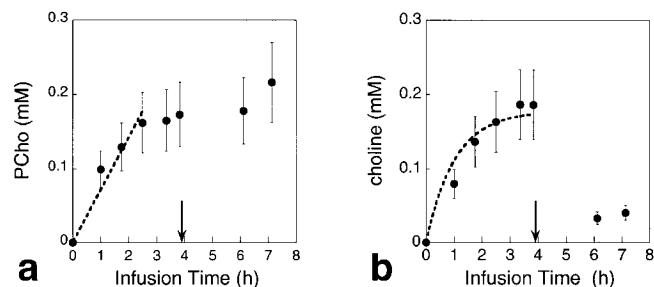 0.3
0.2
0.1
0
PCho (mM)
0 1 2 3 4 5 6 7 8
a Infusion Time (h)
0.3
0.2
0.1
0
choline (mM)
0 1 2 3 4 5 6 7 8
b Infusion Time (h)